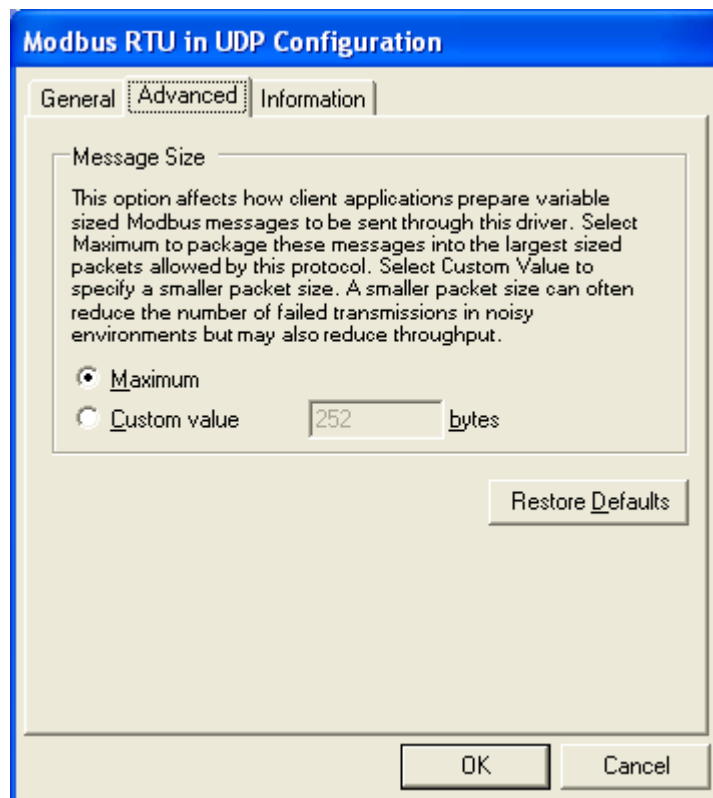 Modbus RTU in UDP Configuration
General Advanced Information
Message Size
This option affects how client applications prepare variable
sized Modbus messages to be sent through this driver. Select
Maximum to package these messages into the largest sized
packets allowed by this protocol. Select Custom Value to
specify a smaller packet size. A smaller packet size can often
reduce the number of failed transmissions in noisy
environments but may also reduce throughput.
Maximum
Custom value 252 bytes
Restore Defaults
OK Cancel